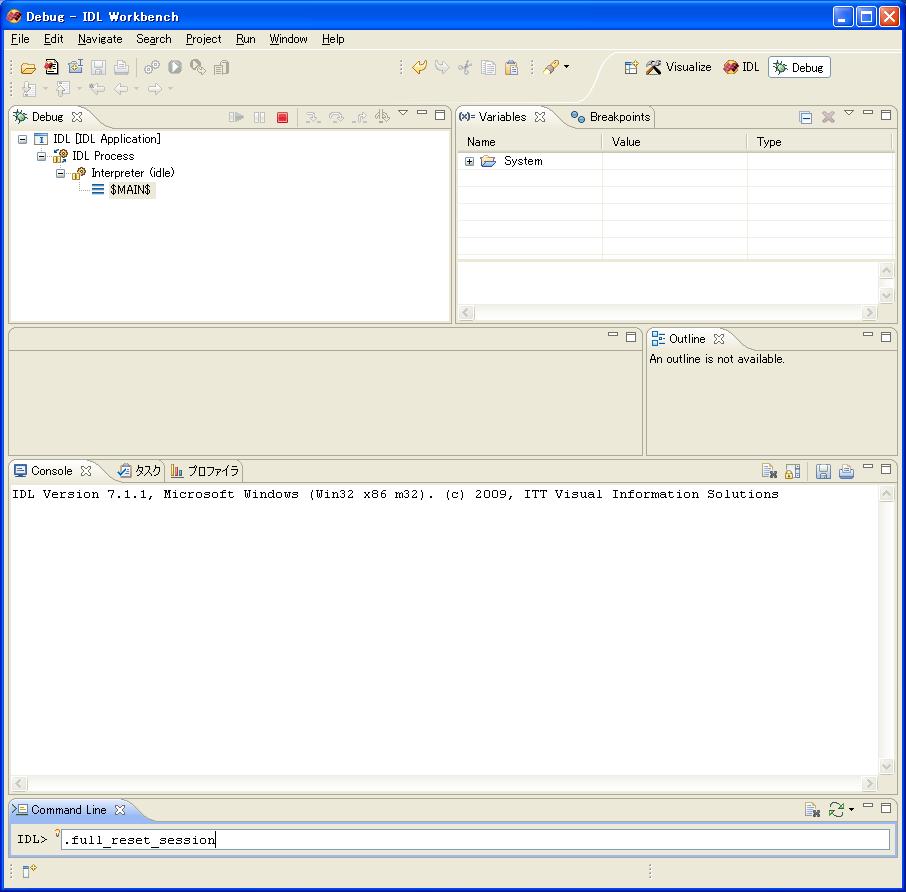 Debug - IDL Workbench
File Edit Navigate Search Project Run Window Help
Visualize IDL Debug
Debug
IDL [IDL Application]
IDL Process
Interpreter (idle)
$MAIN$
(x)= Variables Breakpoints
Name Value Type
System
Outline
An outline is not available.
Console タスク プロファイラ
IDL Version 7.1.1, Microsoft Windows (Win32 x86 m32). (c) 2009, ITT Visual Information Solutions
Command Line
IDL> .full_reset_session